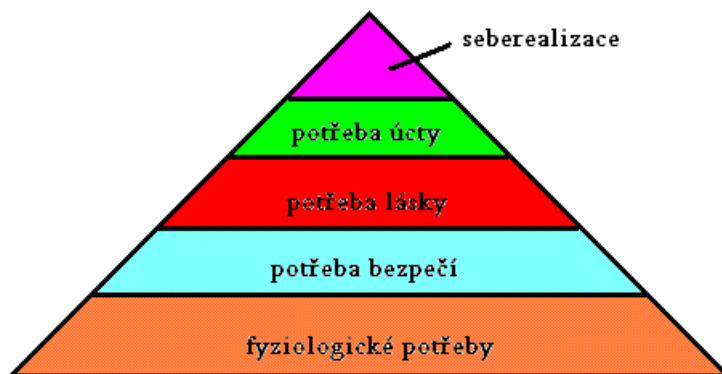 seberealizace
potřeba úcty
potřeba lásky
potřeba bezpečí
fyziologické potřeby